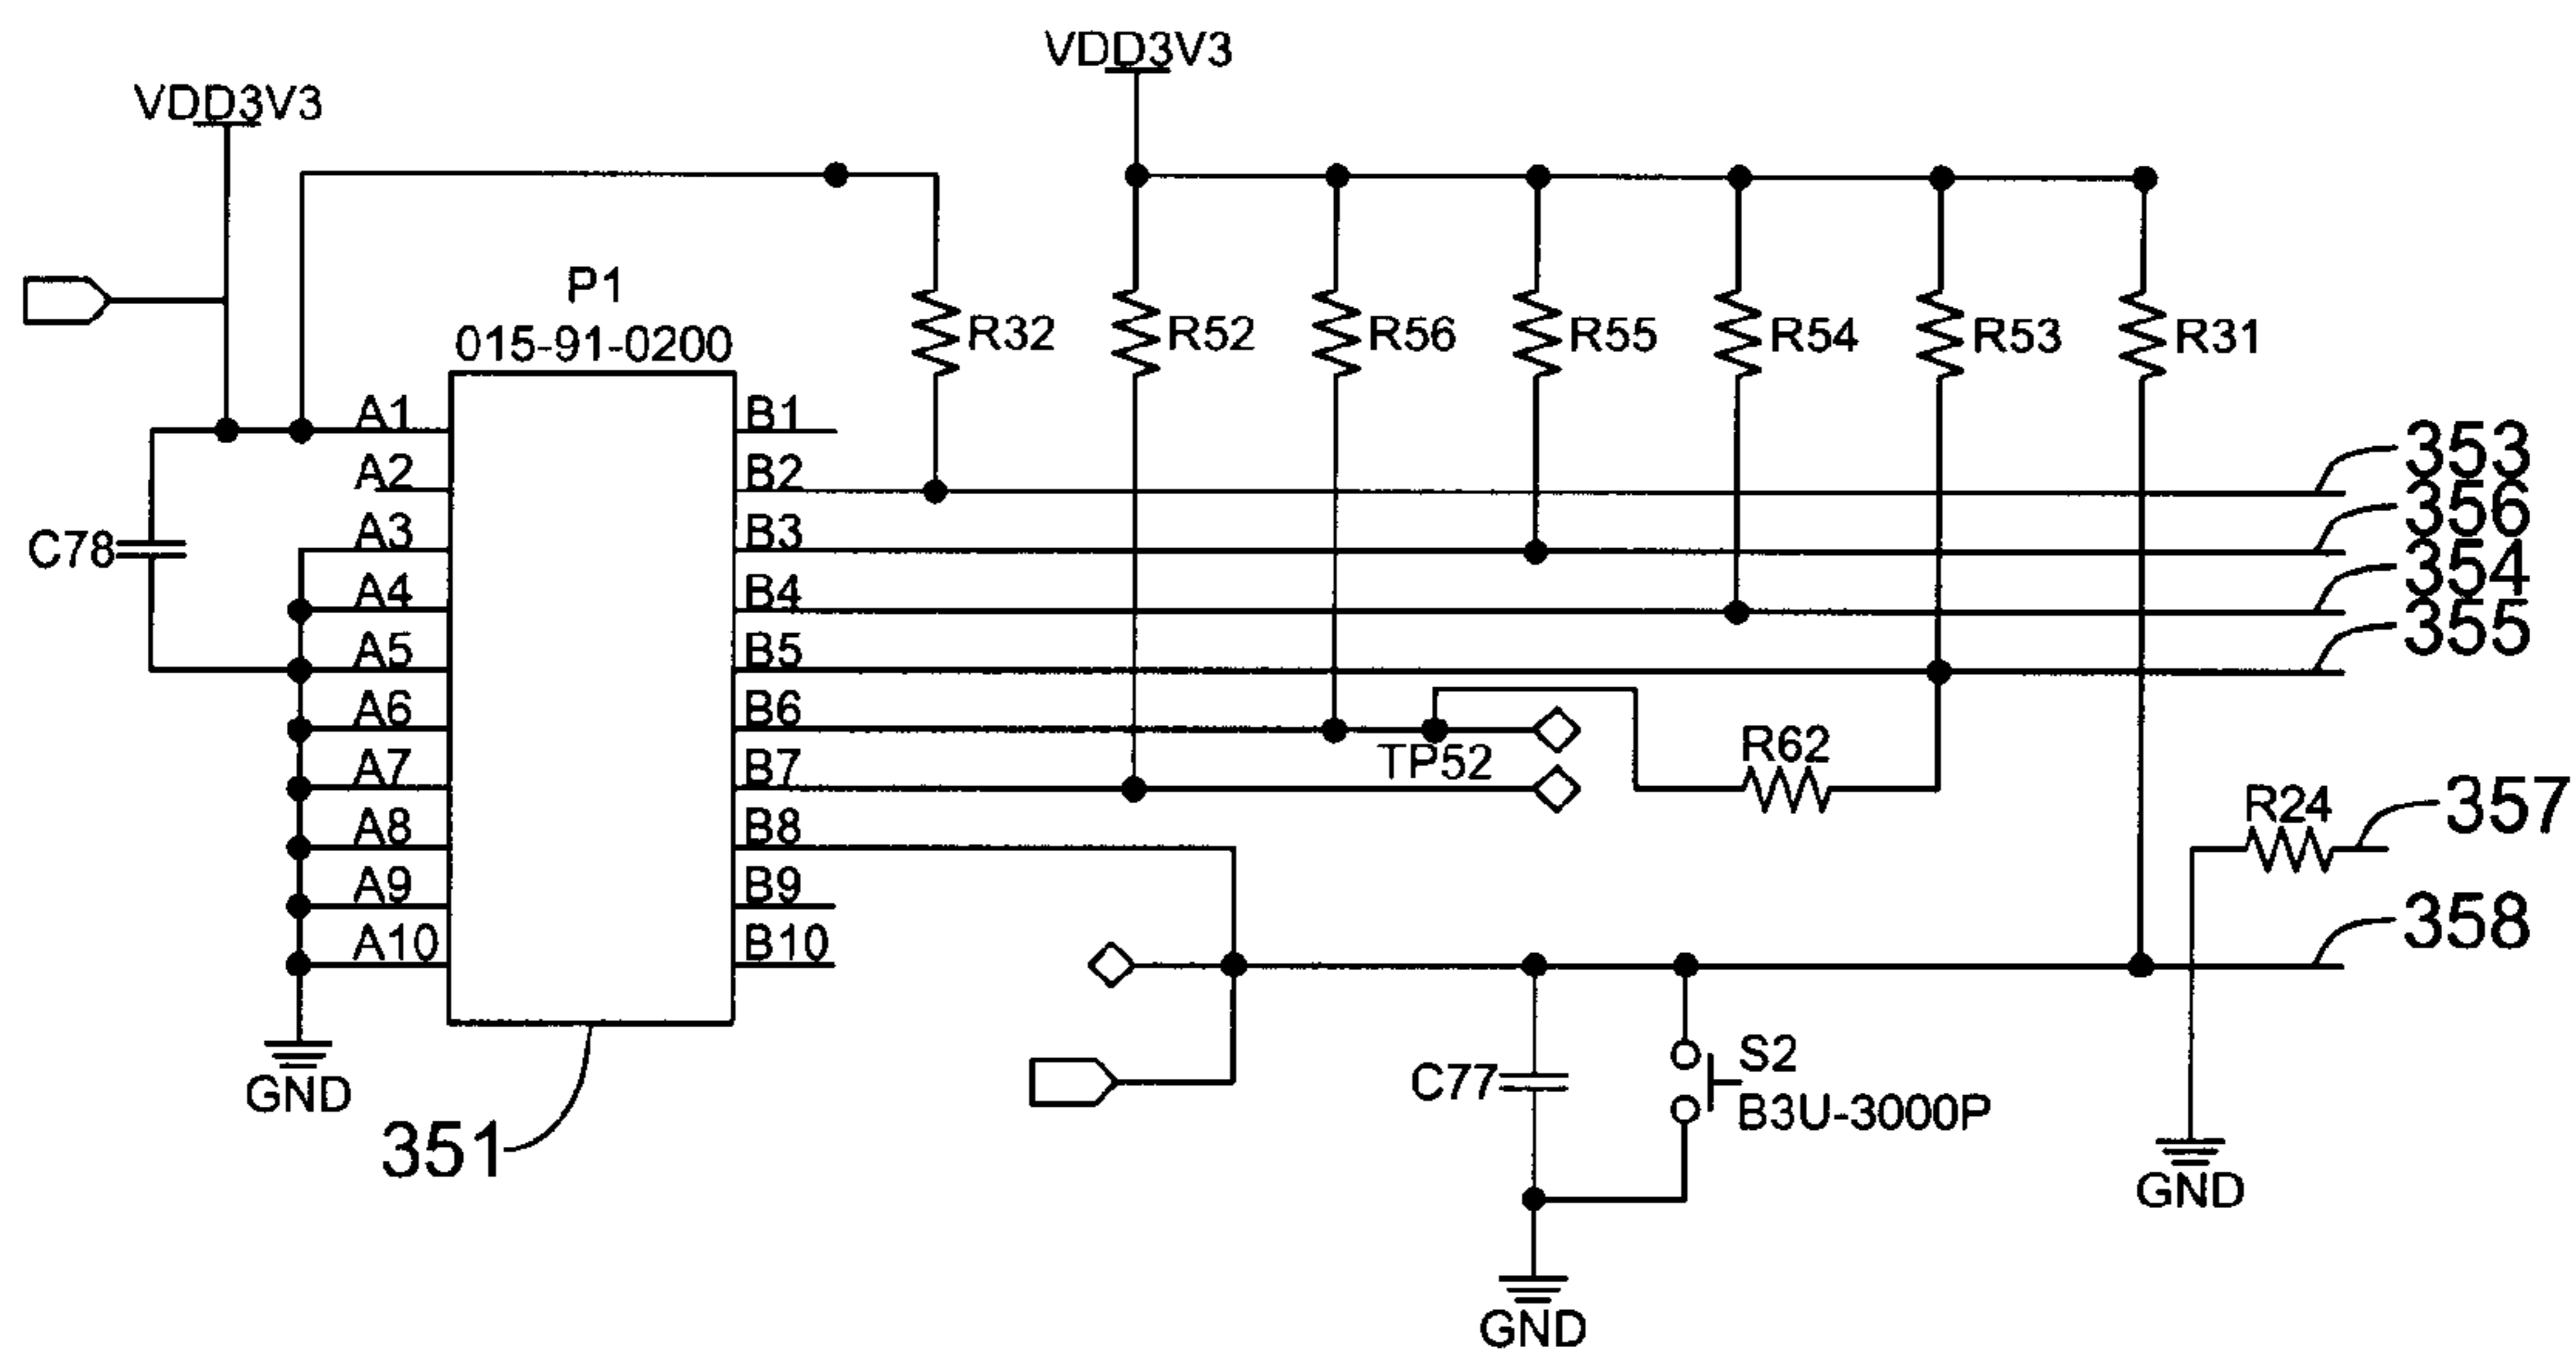 VDD3V3
VDD3V3
P1
015-91-0200
R32
R52
R56
R55
R54
R53
R31
A1
B1
A2
B2
353
A3
B3
356
C78
A4
B4
354
A5
B5
355
A6
B6
A7
B7
TP52
R62
A8
B8
R24
357
A9
B9
A10
B10
358
GND
351
C77
S2
B3U-3000P
GND
GND